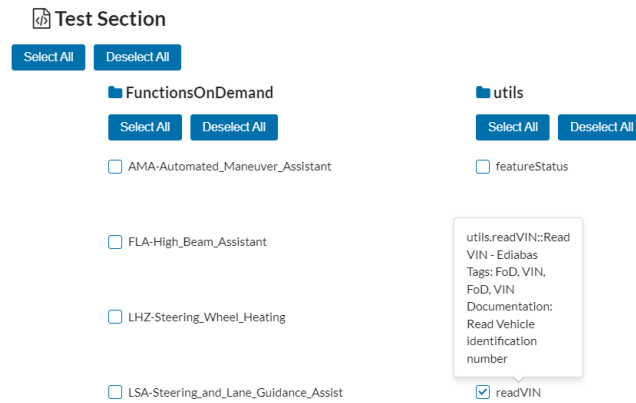 Test Section
Select All
Deselect All
FunctionsOnDemand
Select All
Deselect All
AMA-Automated_Maneuver_Assistant
FLA-High_Beam_Assistant
LHZ-Steering_Wheel_Heating
LSA-Steering_and_Lane_Guidance_Assist
utils
Select All
Deselect All
featureStatus
utils.readVIN::Read
VIN - Ediabas
Tags: FoD, VIN,
FoD, VIN
Documentation:
Read Vehicle
identification
number
readVIN